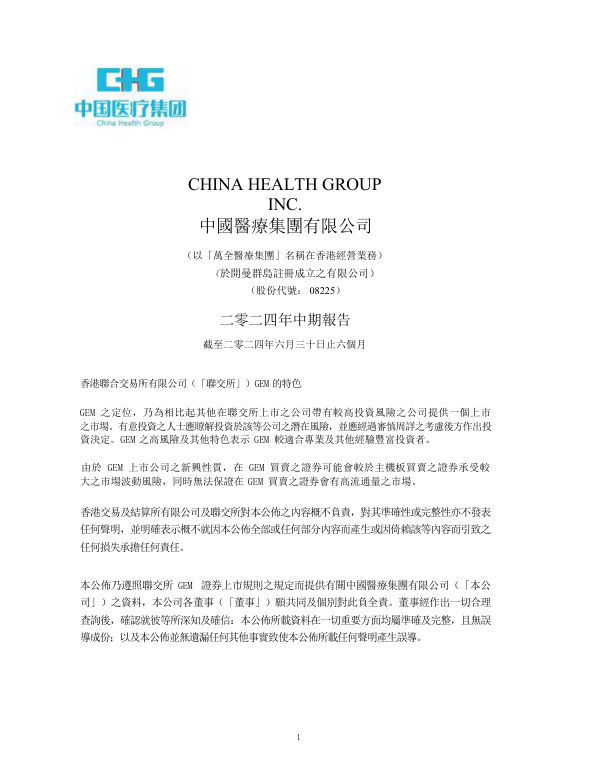 CHG
中国医疗集团
China Health Group
CHINA HEALTH GROUP
INC.
中國醫療集團有限公司
（以「萬全醫療集團」名稱在香港經營業務）
（於開曼群島註冊成立之有限公司）
（股份代號： 08225）
二零二四年中期報告
截至二零二四年六月三十日止六個月
香港聯合交易所有限公司（「聯交所」）GEM 的特色
GEM 之定位，乃為相比起其他在聯交所上市之公司帶有較高投資風險之公司提供一個上市
之市場。有意投資之人士應瞭解投資於該等公司之潛在風險，並應經過審慎周詳之考慮後方作出投
資決定。GEM 之高風險及其他特色表示 GEM 較適合專業及其他經驗豐富投資者。
由於 GEM 上市公司之新興性質，在 GEM 買賣之證券可能會較於主機板買賣之證券承受較
大之市場波動風險，同時無法保證在 GEM 買賣之證券會有高流通量之市場。
香港交易及結算所有限公司及聯交所對本公佈之內容概不負責，對其準確性或完整性亦不發表
任何聲明，並明確表示概不就因本公佈全部或任何部分內容而產生或因倚賴該等內容而引致之
任何損失承擔任何責任。
本公佈乃遵照聯交所 GEM 證券上市規則之規定而提供有關中國醫療集團有限公司（「本公
司」）之資料，本公司各董事（「董事」）願共同及個別對此負全責。董事經作出一切合理
查詢後，確認就彼等所深知及確信：本公佈所載資料在一切重要方面均屬準確及完整，且無誤
導成份；以及本公佈並無遺漏任何其他事實致使本公佈所載任何聲明產生誤導。
1